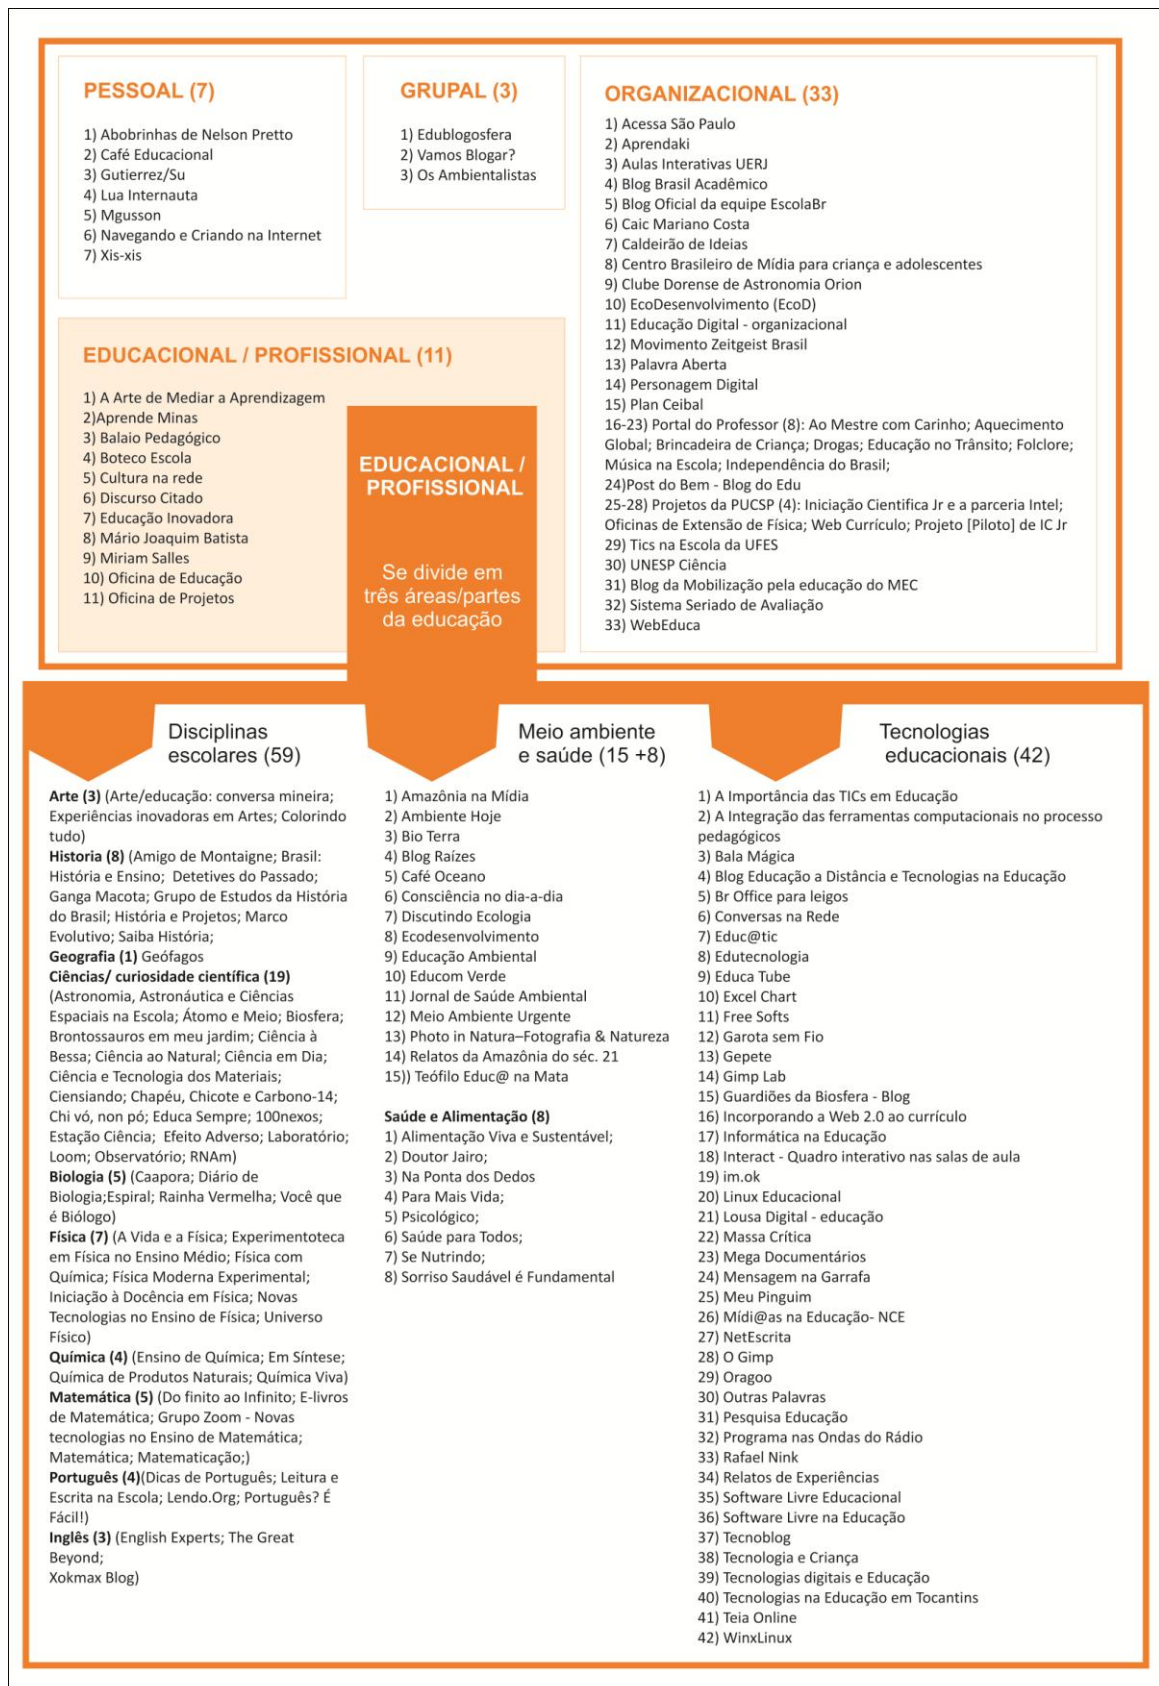 PESSOAL (7)
1) Abobrinhas de Nelson Pretto
2) Café Educacional
3) Gutierrez/Su
4) Lua Internauta
5) Mgusson
6) Navegando e Criando na Internet
7) Xis-xis
GRUPAL (3)
1) Edublogosfera
2) Vamos Blogar?
3) Os Ambientalistas
ORGANIZACIONAL (33)
1) Acessa São Paulo
2) Aprendaki
3) Aulas Interativas UERJ
4) Blog Brasil Acadêmico
5) Blog Oficial da equipe EscolaBr
6) Caic Mariano Costa
7) Caldeirão de Ideias
8) Centro Brasileiro de Mídia para criança e adolescentes
9) Clube Dorense de Astronomia Orion
10) EcoDesenvolvimento (EcoD)
11) Educação Digital - organizacional
12) Movimento Zeitgeist Brasil
13) Palavra Aberta
14) Personagem Digital
15) Plan Ceibal
16-23) Portal do Professor (8): Ao Mestre com Carinho; Aquecimento
Global; Brincadeira de Criança; Drogas; Educação no Trânsito; Folclore;
Música na Escola; Independência do Brasil;
24)Post do Bem - Blog do Edu
25-28) Projetos da PUCSP (4): Iniciação Cientifica Jr e a parceria Intel;
Oficinas de Extensão de Física; Web Currículo; Projeto [Piloto] de IC Jr
29) Tics na Escola da UFES
30) UNESP Ciência
31) Blog da Mobilização pela educação do MEC
32) Sistema Seriado de Avaliação
33) WebEduca
EDUCACIONAL / PROFISSIONAL (11)
1) A Arte de Mediar a Aprendizagem
2)Aprende Minas
3) Balaio Pedagógico
4) Boteco Escola
5) Cultura na rede
6) Discurso Citado
7) Educação Inovadora
8) Mário Joaquim Batista
9) Miriam Salles
10) Oficina de Educação
11) Oficina de Projetos
EDUCACIONAL /
PROFISSIONAL
Se divide em
três áreas/partes
da educação
Disciplinas
escolares (59)
Arte (3) (Arte/educação: conversa mineira;
Experiências inovadoras em Artes; Colorindo
tudo)
Historia (8) (Amigo de Montaigne; Brasil:
História e Ensino; Detetives do Passado;
Ganga Macota; Grupo de Estudos da História
do Brasil; História e Projetos; Marco
Evolutivo; Saiba História;
Geografia (1) Geófagos
Ciências/ curiosidade científica (19)
(Astronomia, Astronáutica e Ciências
Espaciais na Escola; Átomo e Meio; Biosfera;
Brontossauros em meu jardim; Ciência à
Bessa; Ciência ao Natural; Ciência em Dia;
Ciência e Tecnologia dos Materiais;
Ciensiando; Chapéu, Chicote e Carbono-14;
Chi vó, non pó; Educa Sempre; 100nexos;
Estação Ciência; Efeito Adverso; Laboratório;
Loom; Observatório; RNAm)
Biologia (5) (Caapora; Diário de
Biologia;Espiral; Rainha Vermelha; Você que
é Biólogo)
Física (7) (A Vida e a Física; Experimentoteca
em Física no Ensino Médio; Física com
Química; Física Moderna Experimental;
Iniciação à Docência em Física; Novas
Tecnologias no Ensino de Física; Universo
Físico)
Química (4) (Ensino de Química; Em Síntese;
Química de Produtos Naturais; Química Viva)
Matemática (5) (Do finito ao Infinito; E-livros
de Matemática; Grupo Zoom - Novas
tecnologias no Ensino de Matemática;
Matemática; Matematicação;)
Português (4)(Dicas de Português; Leitura e
Escrita na Escola; Lendo.Org; Português? É
Fácil!)
Inglês (3) (English Experts; The Great
Beyond;
Xokmax Blog)
Meio ambiente
e saúde (15 +8)
1) Amazônia na Mídia
2) Ambiente Hoje
3) Bio Terra
4) Blog Raízes
5) Café Oceano
6) Consciência no dia-a-dia
7) Discutindo Ecologia
8) Ecodesenvolvimento
9) Educação Ambiental
10) Educom Verde
11) Jornal de Saúde Ambiental
12) Meio Ambiente Urgente
13) Photo in Natura–Fotografia & Natureza
14) Relatos da Amazônia do séc. 21
15)) Teófilo Educ@ na Mata
Saúde e Alimentação (8)
1) Alimentação Viva e Sustentável;
2) Doutor Jairo;
3) Na Ponta dos Dedos
4) Para Mais Vida;
5) Psicológico;
6) Saúde para Todos;
7) Se Nutrindo;
8) Sorriso Saudável é Fundamental
Tecnologias
educacionais (42)
1) A Importância das TICs em Educação
2) A Integração das ferramentas computacionais no processo
pedagógicos
3) Bala Mágica
4) Blog Educação a Distância e Tecnologias na Educação
5) Br Office para leigos
6) Conversas na Rede
7) Educ@tic
8) Edutecnologia
9) Educa Tube
10) Excel Chart
11) Free Softs
12) Garota sem Fio
13) Gepete
14) Gimp Lab
15) Guardiões da Biosfera - Blog
16) Incorporando a Web 2.0 ao currículo
17) Informática na Educação
18) Interact - Quadro interativo nas salas de aula
19) im.ok
20) Linux Educacional
21) Lousa Digital - educação
22) Massa Crítica
23) Mega Documentários
24) Mensagem na Garrafa
25) Meu Pinguim
26) Mídi@as na Educação- NCE
27) NetEscrita
28) O Gimp
29) Oragoo
30) Outras Palavras
31) Pesquisa Educação
32) Programa nas Ondas do Rádio
33) Rafael Nink
34) Relatos de Experiências
35) Software Livre Educacional
36) Software Livre na Educação
37) Tecnoblog
38) Tecnologia e Criança
39) Tecnologias digitais e Educação
40) Tecnologias na Educação em Tocantins
41) Teia Online
42) WinxLinux